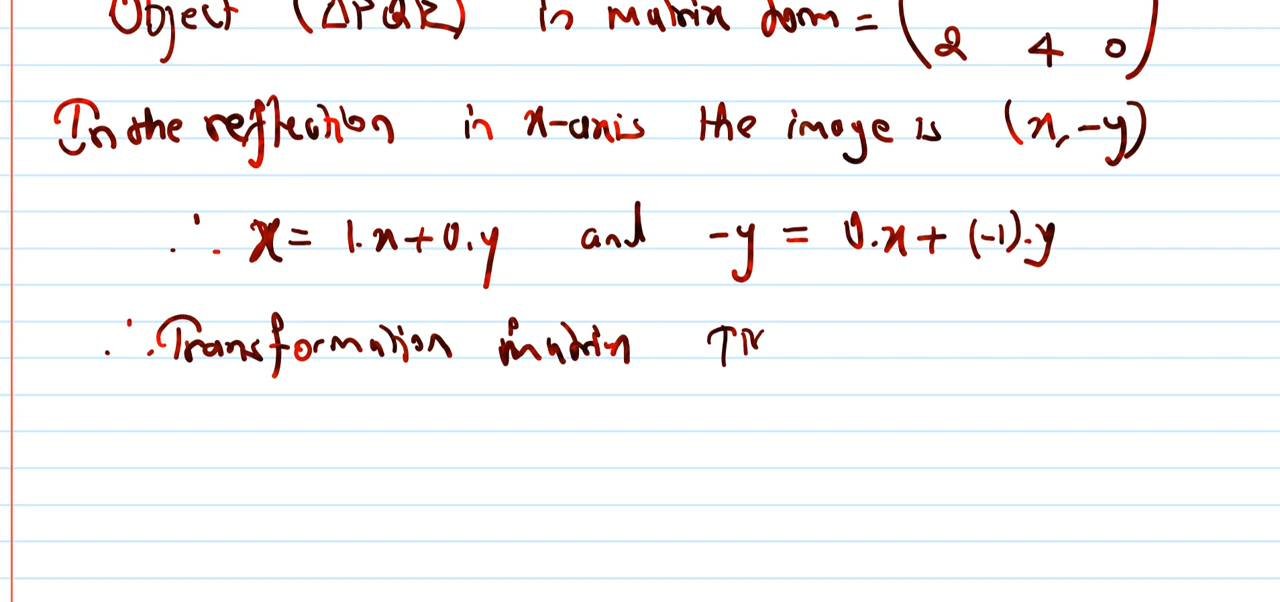 Object (ΔPQR) in matrix form = (2 4 0)
In the reflection in x-axis the image is (x, -y)
∴ x = 1.x + 0.y and -y = 0.x + (-1).y
∴ Transformation matrix TM